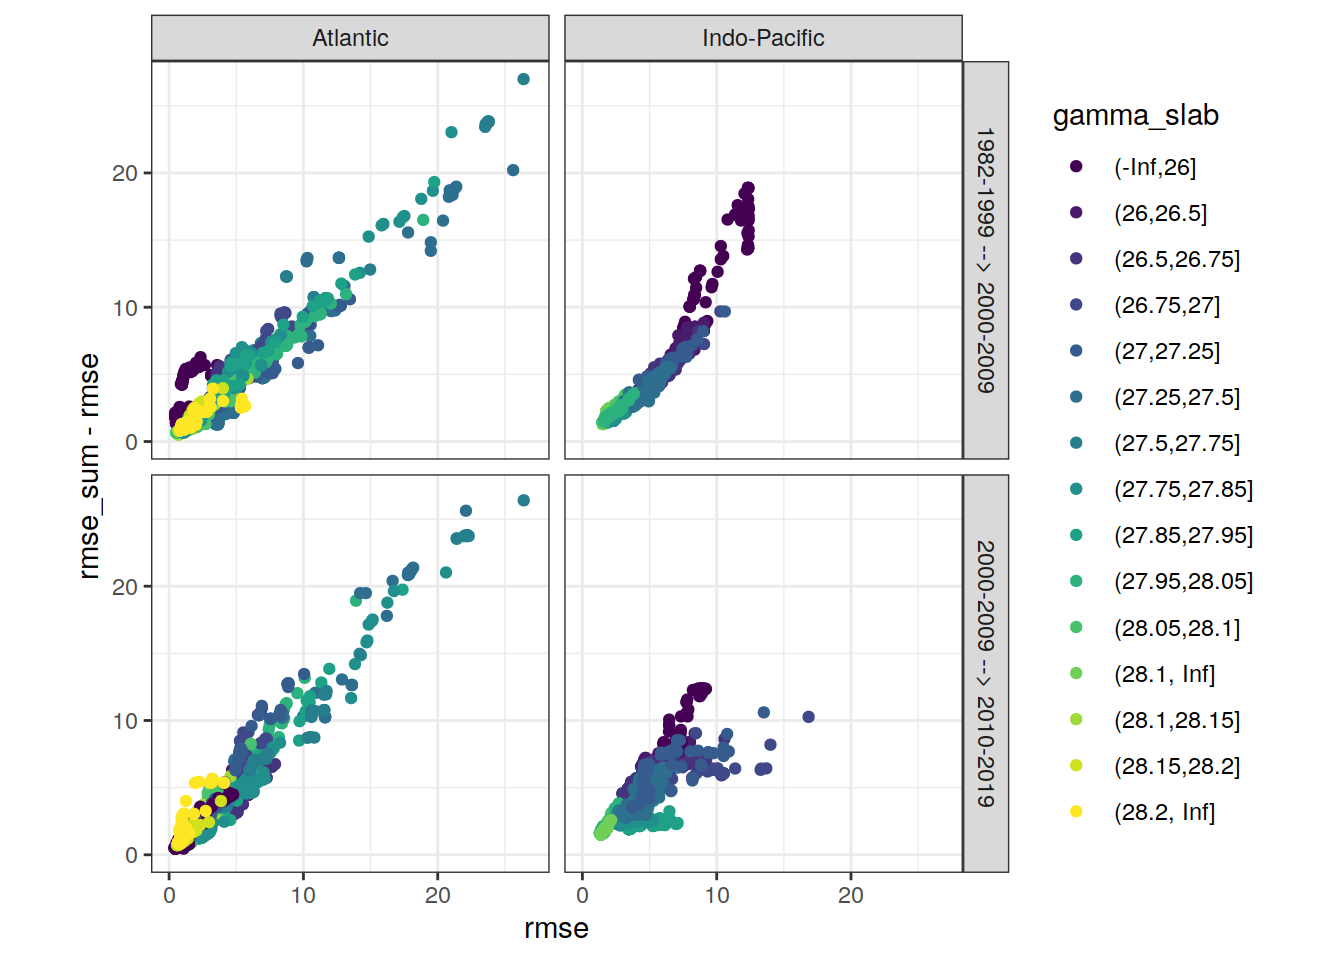 Atlantic
Indo-Pacific
1982-1999 --> 2000-2009
2000-2009 --> 2010-2019
rmse_sum - rmse
20
10
0
20
10
0
0
10
20
0
10
20
rmse
gamma_slab
(-Inf,26]
(26,26.5]
(26.5,26.75]
(26.75,27]
(27,27.25]
(27.25,27.5]
(27.5,27.75]
(27.75,27.85]
(27.85,27.95]
(27.95,28.05]
(28.05,28.1]
(28.1, Inf]
(28.1,28.15]
(28.15,28.2]
(28.2, Inf]